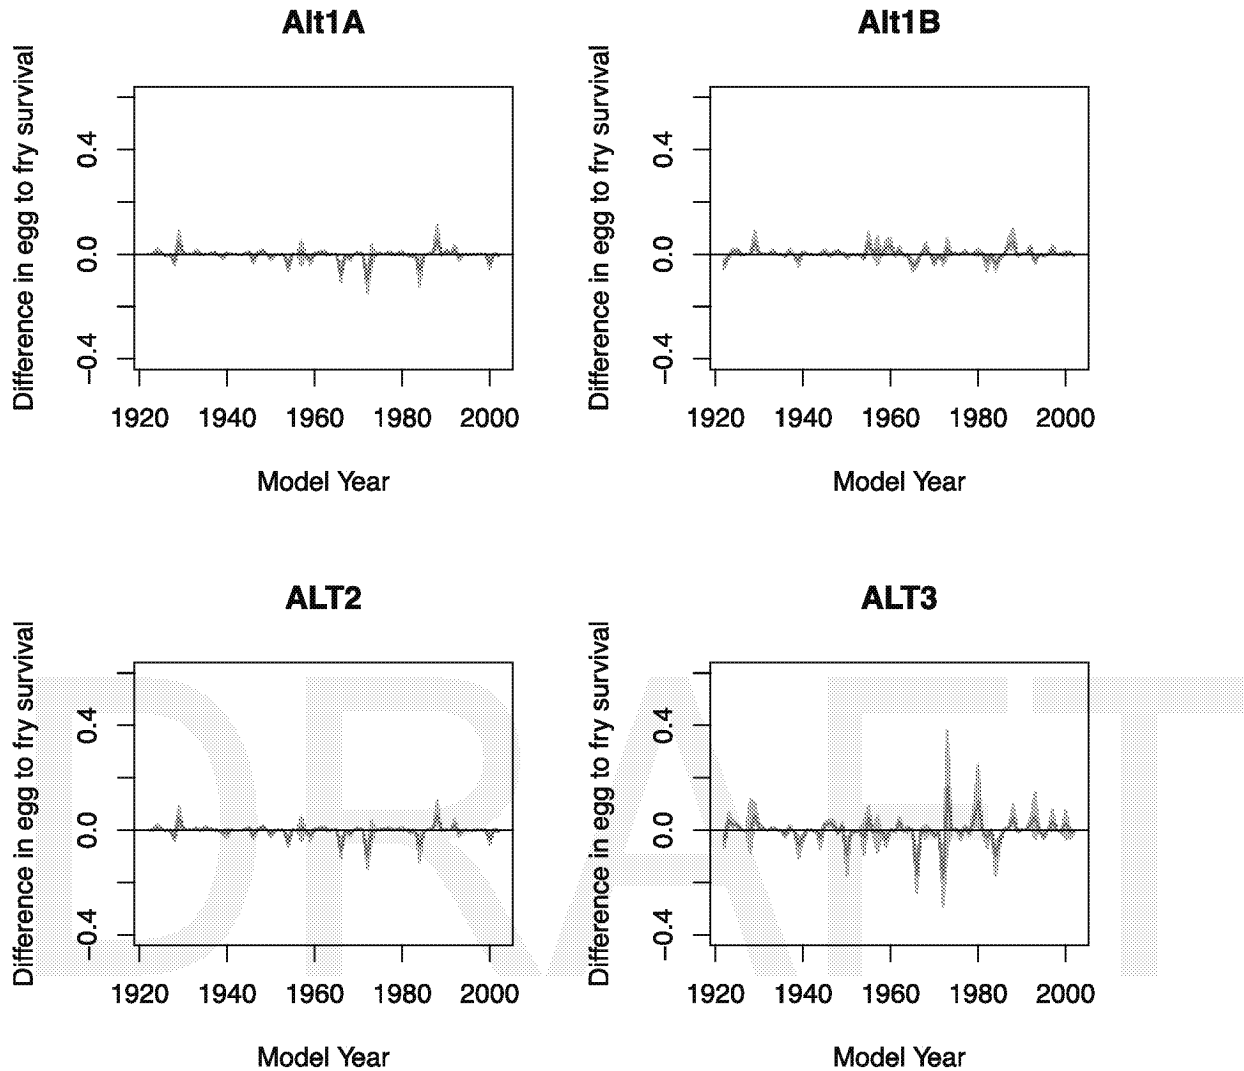 Alt1A
Difference in egg to fry survival
0.4
0.0
−0.4
1920 1940 1960 1980 2000
Model Year
Alt1B
Difference in egg to fry survival
0.4
0.0
−0.4
1920 1940 1960 1980 2000
Model Year
ALT2
Difference in egg to fry survival
0.4
0.0
−0.4
1920 1940 1960 1980 2000
Model Year
ALT3
Difference in egg to fry survival
0.4
0.0
−0.4
1920 1940 1960 1980 2000
Model Year
DRAFT